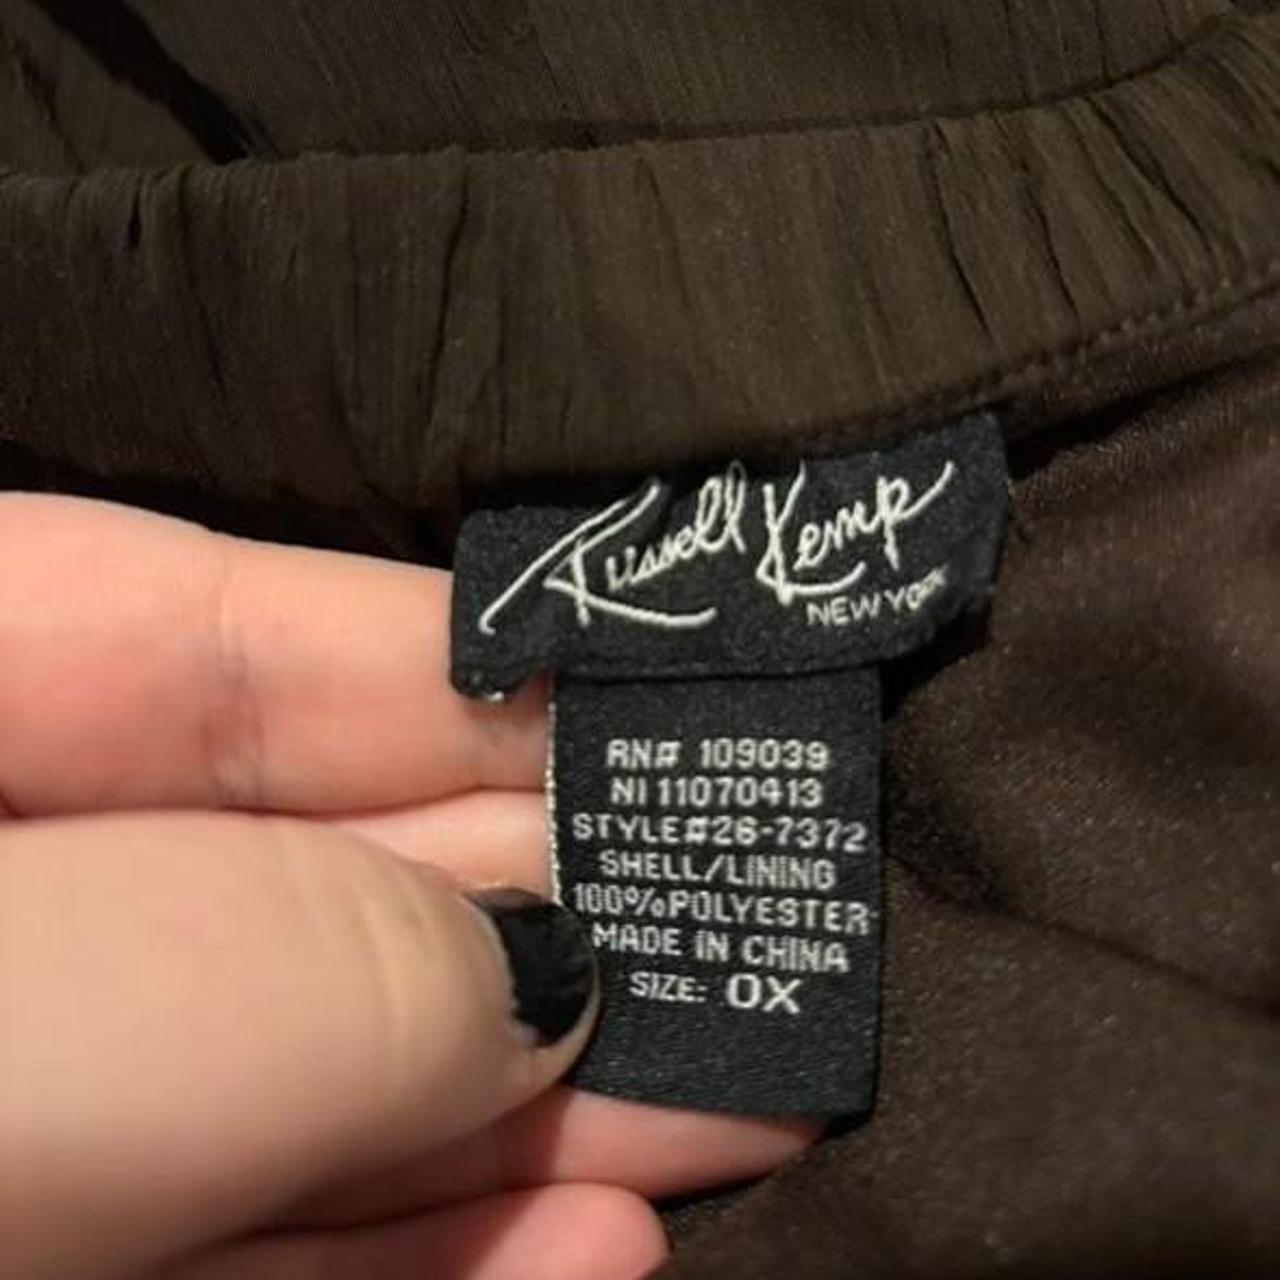 Russell Kemp
NEW YORK
RN# 109039
NI 11070413
STYLE#26-7372
SHELL/LINING
100%POLYESTER
MADE IN CHINA
SIZE: 0X